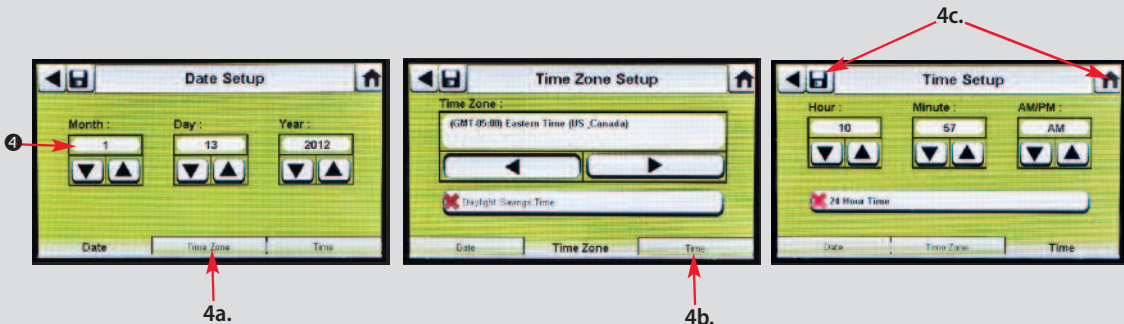 4c.
Date Setup
Month :
Day :
Year :
❹
1
13
2012
Date
Time Zone
Time
4a.
Time Zone Setup
Time Zone :
(GMT-05:00) Eastern Time (US_Canada)
Daylight Savings Time
Date
Time Zone
Time
4b.
Time Setup
Hour :
Minute :
AM/PM :
10
57
AM
24 Hour Time
Date
Time Zone
Time